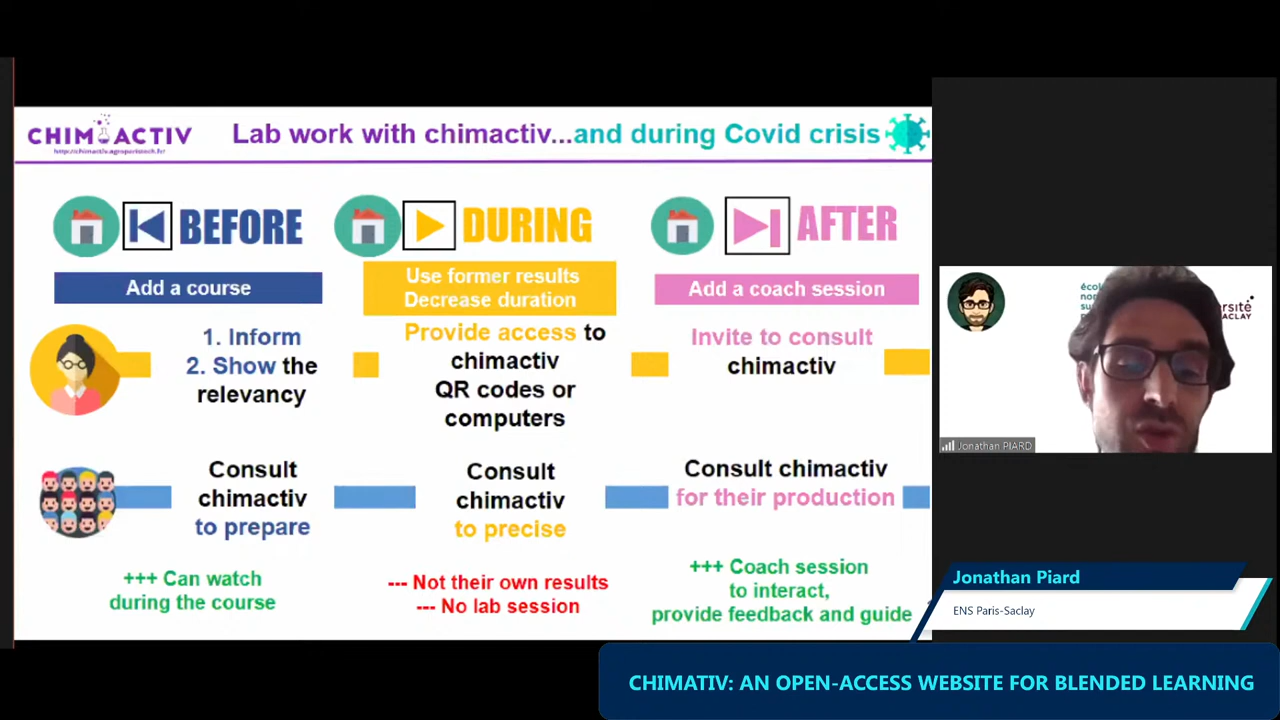 CHIMACTIV
http://chimactiv.agroparistech.fr/
Lab work with chimactiv...and during Covid crisis
BEFORE
Add a course
1. Inform
2. Show the
relevancy
Consult
chimactiv
to prepare
+++ Can watch
during the course
DURING
Use former results
Decrease duration
Provide access to
chimactiv
QR codes or
computers
Consult
chimactiv
to precise
--- Not their own results
--- No lab session
AFTER
Add a coach session
Invite to consult
chimactiv
Consult chimactiv
for their production
+++ Coach session
to interact,
provide feedback and guide
Jonathan PIARD
Jonathan Piard
ENS Paris-Saclay
CHIMATIV: AN OPEN-ACCESS WEBSITE FOR BLENDED LEARNING